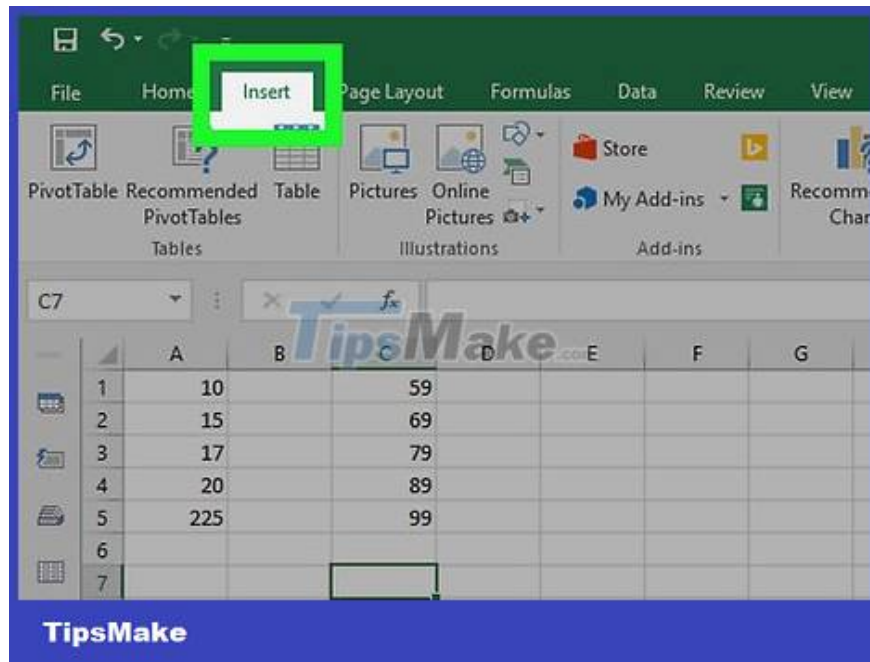 File Home Insert Page Layout Formulas Data Review View
PivotTable Recommended PivotTables Table Pictures Online Pictures Store My Add-ins
Tables Illustrations Add-ins
C7 fx
TipsMake.com
A B C D E F G
1 10 59
2 15 69
3 17 79
4 20 89
5 225 99
6
7
TipsMake